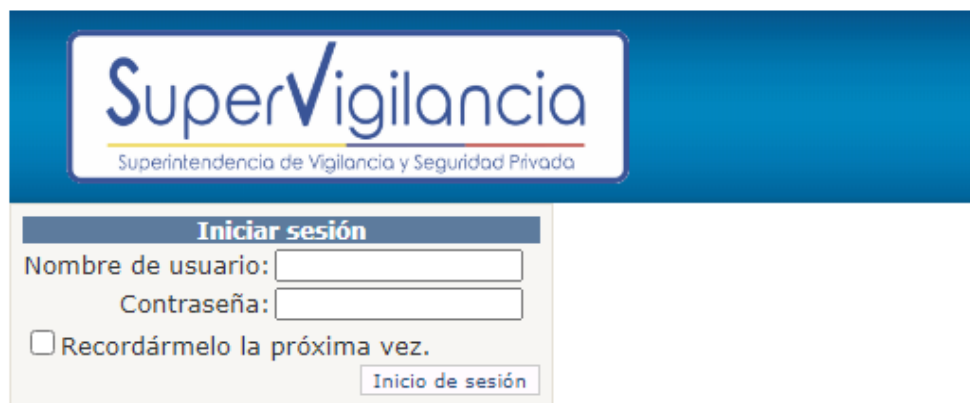 SuperVigilancia
Superintendencia de Vigilancia y Seguridad Privada
Iniciar sesión
Nombre de usuario:
Contraseña:
Recordármelo la próxima vez.
Inicio de sesión